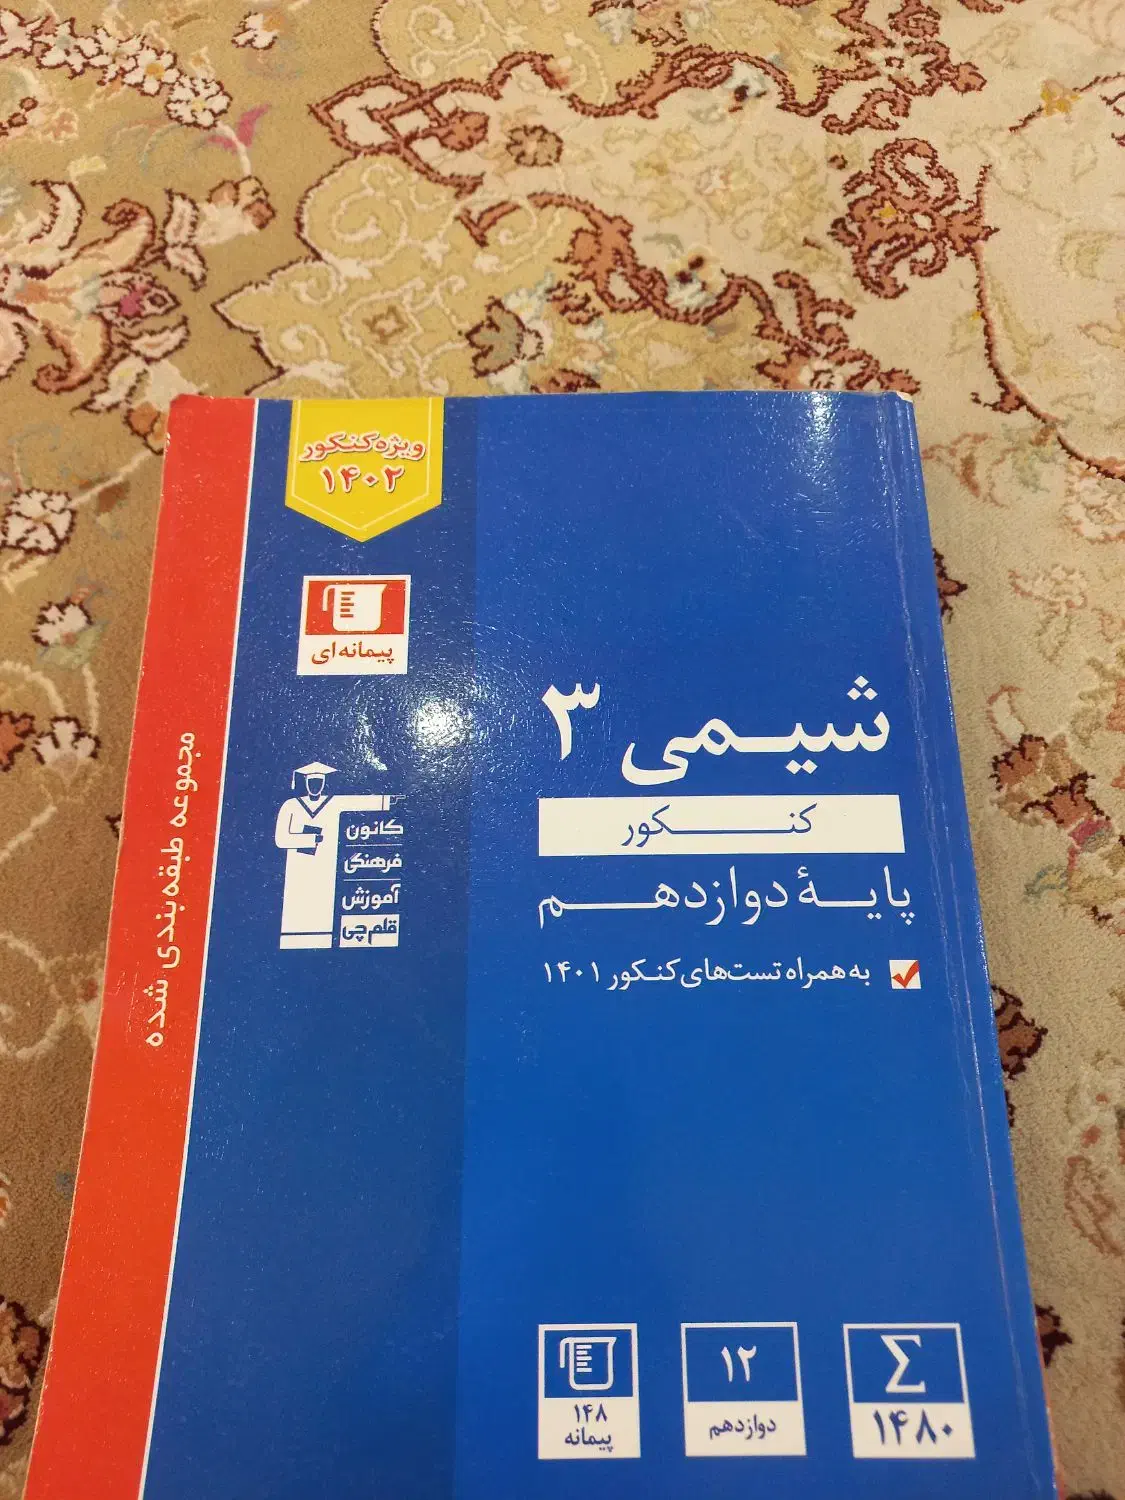 ویژه کنکور
۱۴۰۲
پیمانه‌ای
شیمی ۳
کنکور
پایهٔ دوازدهم
به همراه تست‌های کنکور ۱۴۰۱
کانون
فرهنگی
آموزش
قلم‌چی
مجموعه طبقه‌بندی شده
۱۴۸
پیمانه
۱۲
دوازدهم
Σ
۱۴۸۰